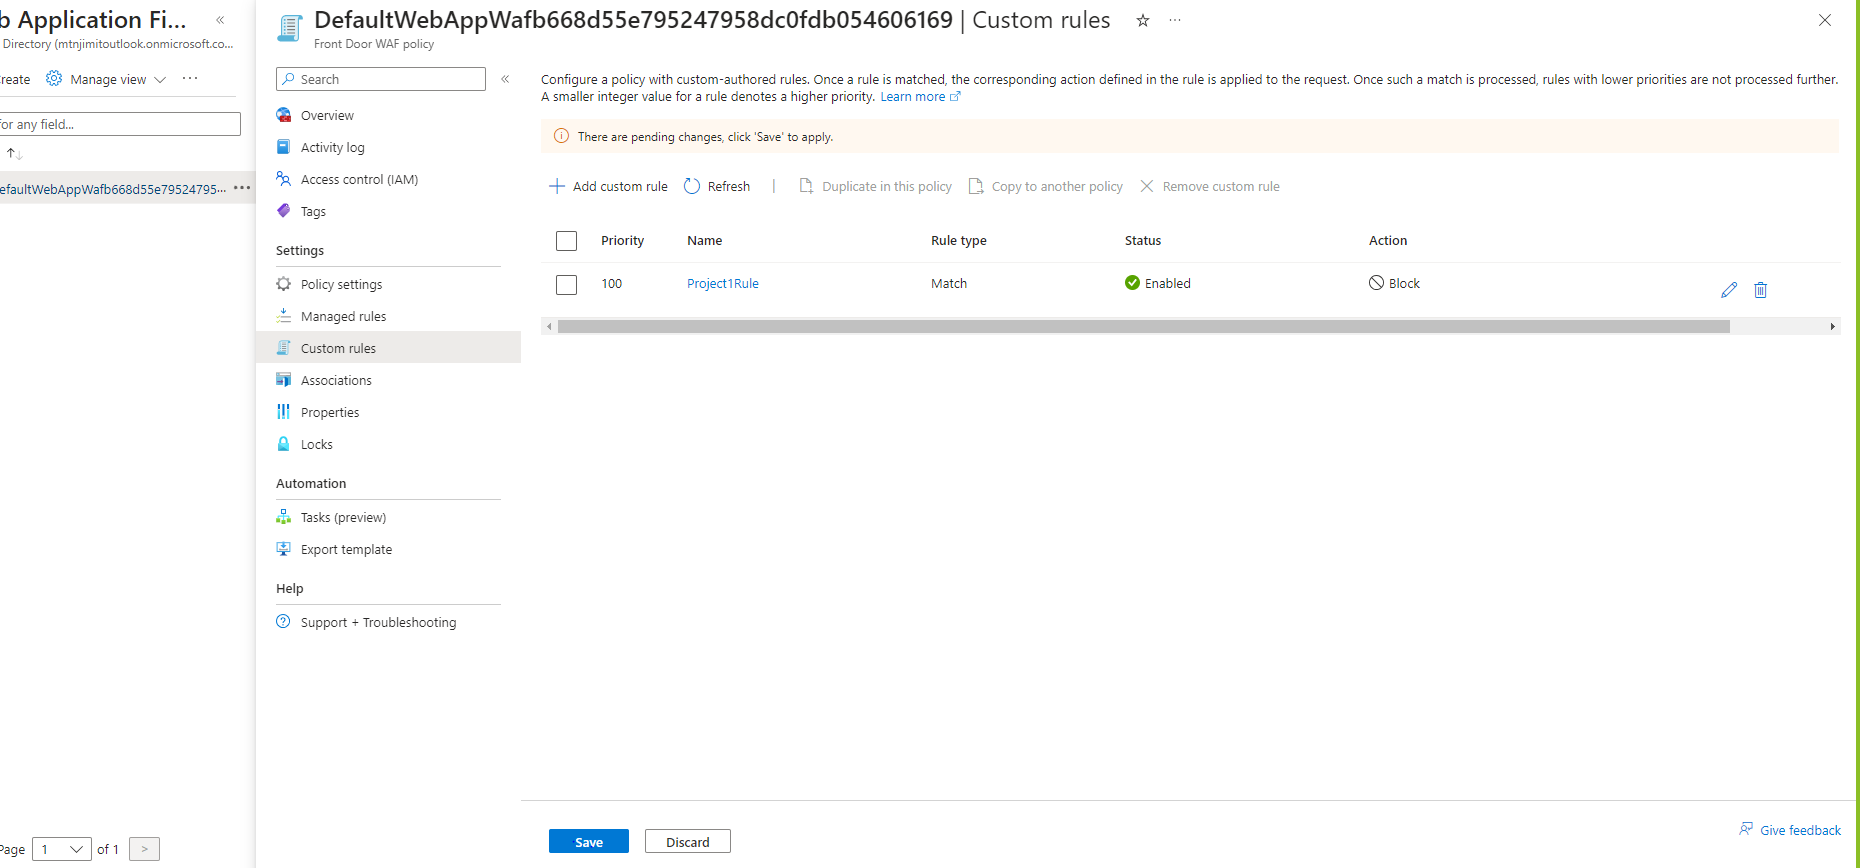 b Application Fi... «
Directory (mtnjimitoutlook.onmicrosoft.co...
reate Manage view ...
for any field...
efaultWebAppWafb668d55e79524795... •••
Page 1 of 1 >
DefaultWebAppWafb668d55e795247958dc0fdb054606169 | Custom rules ...
Front Door WAF policy
Search «
Overview
Activity log
Access control (IAM)
Tags
Settings
Policy settings
Managed rules
Custom rules
Associations
Properties
Locks
Automation
Tasks (preview)
Export template
Help
Support + Troubleshooting
Configure a policy with custom-authored rules. Once a rule is matched, the corresponding action defined in the rule is applied to the request. Once such a match is processed, rules with lower priorities are not processed further.
A smaller integer value for a rule denotes a higher priority. Learn more
There are pending changes, click 'Save' to apply.
Add custom rule Refresh | Duplicate in this policy Copy to another policy Remove custom rule
Priority Name Rule type Status Action
100 Project1Rule Match Enabled Block
Save Discard
Give feedback